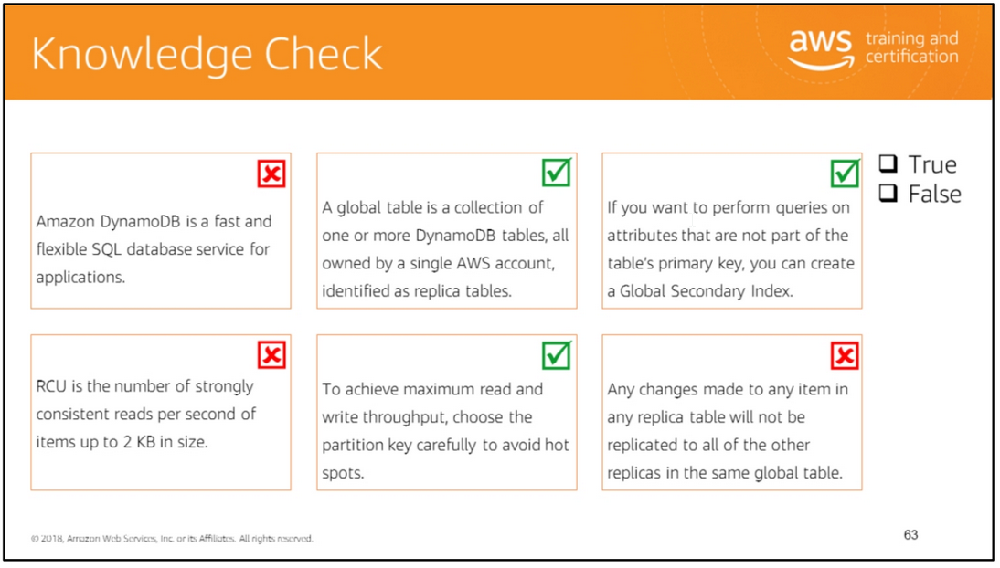 Knowledge Check
aws training and
certification
Amazon DynamoDB is a fast and
flexible SQL database service for
applications.
A global table is a collection of
one or more DynamoDB tables, all
owned by a single AWS account,
identified as replica tables.
If you want to perform queries on
attributes that are not part of the
table's primary key, you can create
a Global Secondary Index.
True
False
RCU is the number of strongly
consistent reads per second of
items up to 2 KB in size.
To achieve maximum read and
write throughput, choose the
partition key carefully to avoid hot
spots.
Any changes made to any item in
any replica table will not be
replicated to all of the other
replicas in the same global table.
© 2018, Amazon Web Services, Inc. or its Affiliates. All rights reserved.
63